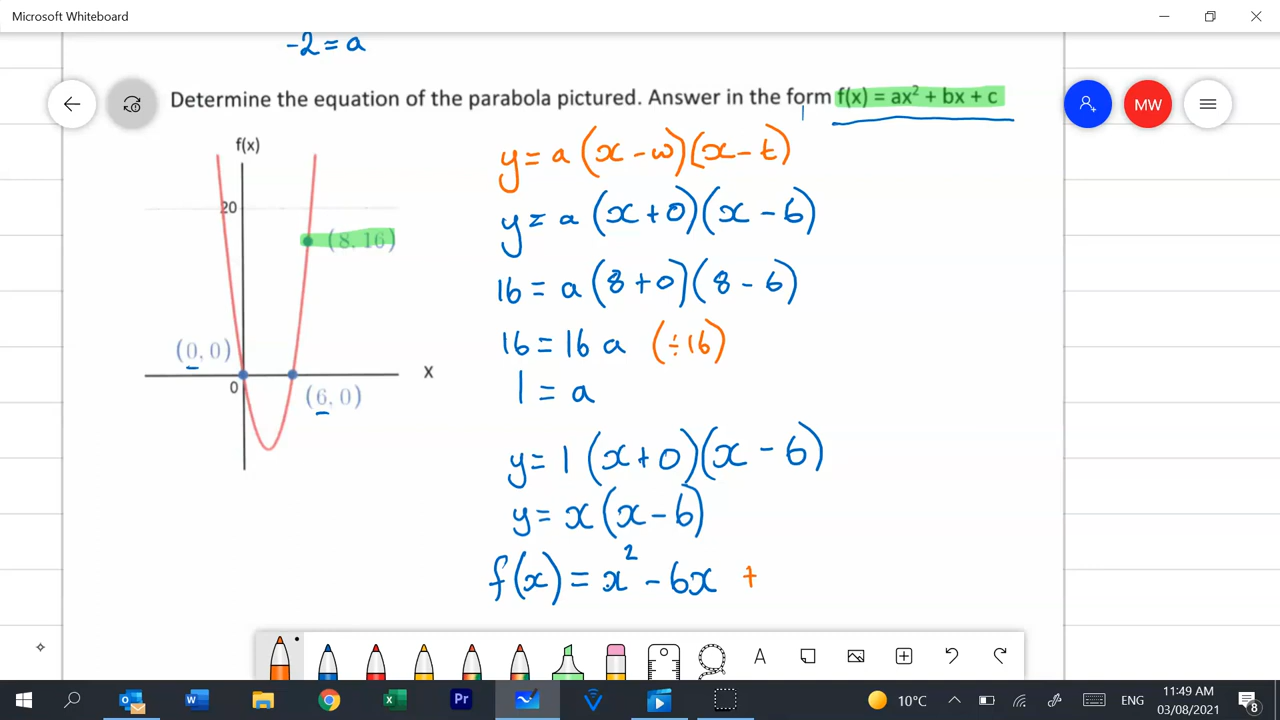 Microsoft Whiteboard
-2 = a
Determine the equation of the parabola pictured. Answer in the form f(x) = ax² + bx + c
MW
f(x)
20
(8, 16)
(0, 0)
0
(6, 0)
x
y = a (x - w)(x - t)
y = a (x + 0)(x - 6)
16 = a (8 + 0)(8 - 6)
16 = 16 a (÷16)
1 = a
y = 1 (x + 0)(x - 6)
y = x (x - 6)
f(x) = x² - 6x +
A
W
X
Pr
10°C
ENG
11:49 AM
03/08/2021
8